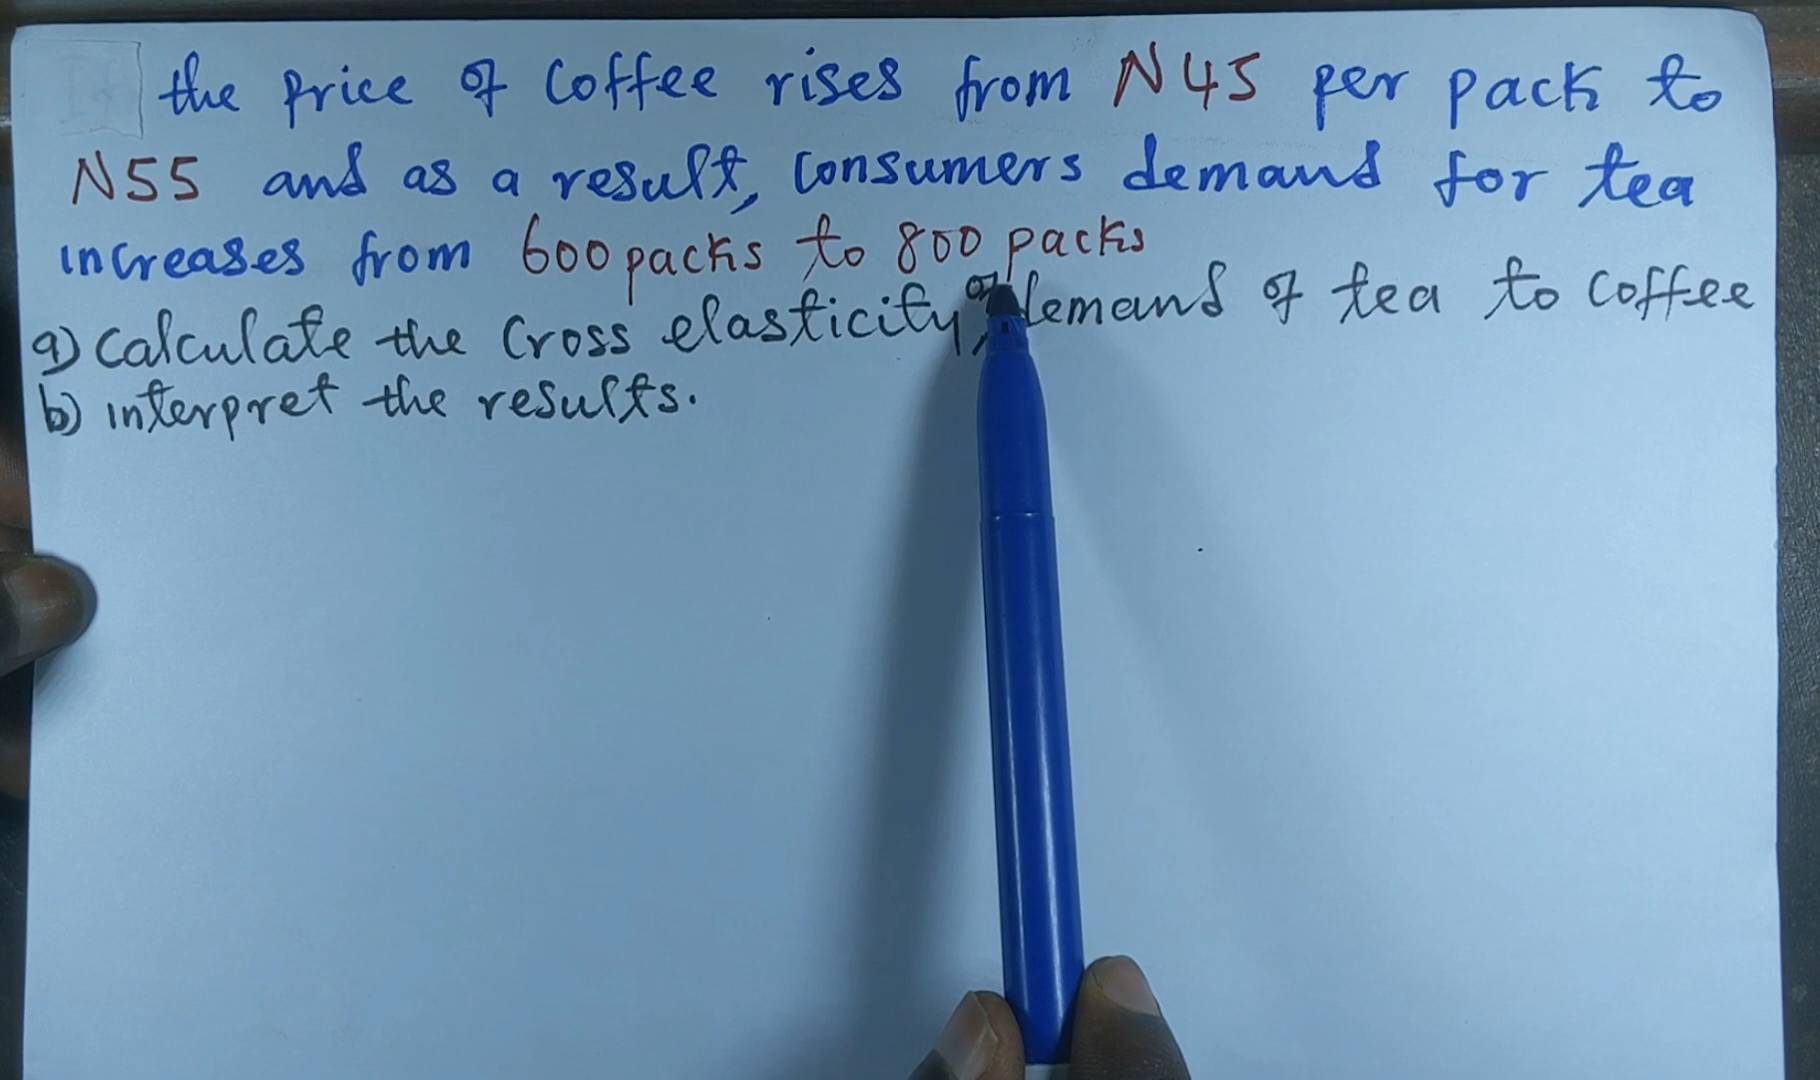 the price of Coffee rises from N45 per pack to
N55 and as a result, Consumers demand for tea
increases from 600 packs to 800 packs
a) Calculate the Cross elasticity of demand of tea to Coffee
b) interpret the results.